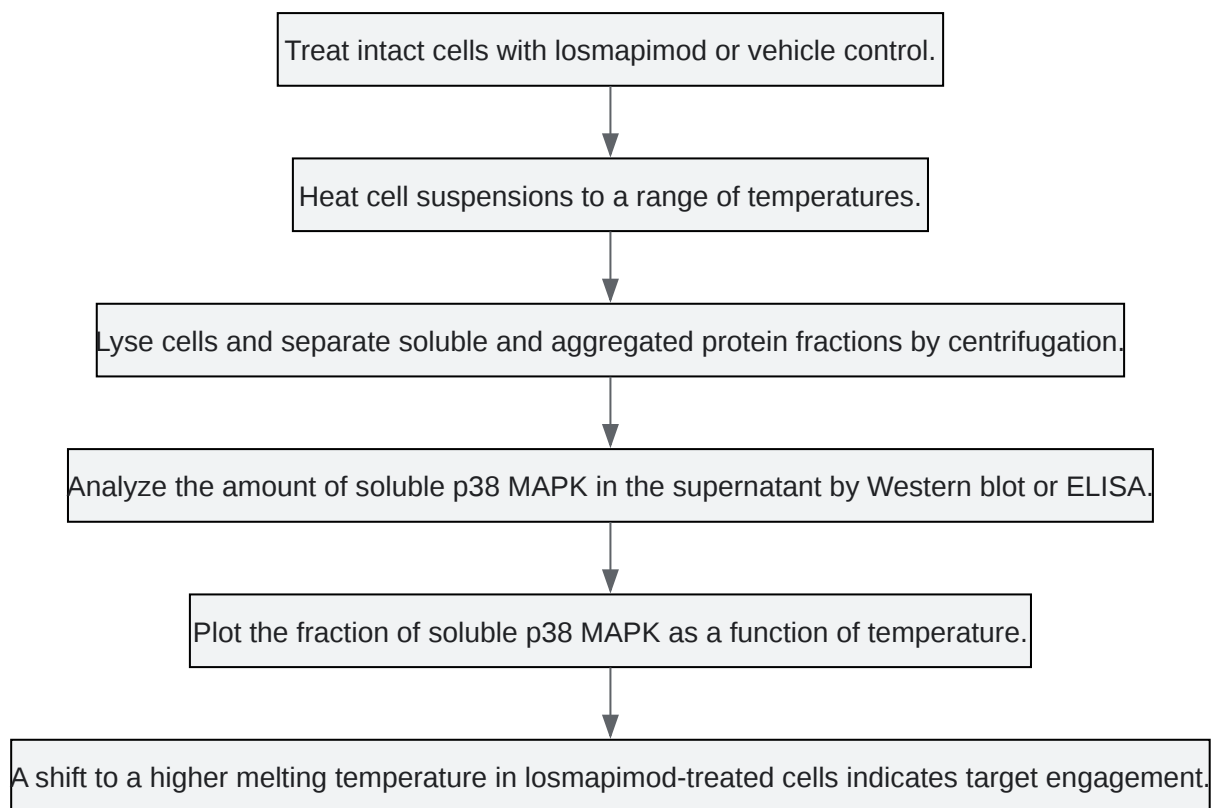 Treat intact cells with losmapimod or vehicle control.
Heat cell suspensions to a range of temperatures.
Lyse cells and separate soluble and aggregated protein fractions by centrifugation.
Analyze the amount of soluble p38 MAPK in the supernatant by Western blot or ELISA.
Plot the fraction of soluble p38 MAPK as a function of temperature.
A shift to a higher melting temperature in losmapimod-treated cells indicates target engagement.